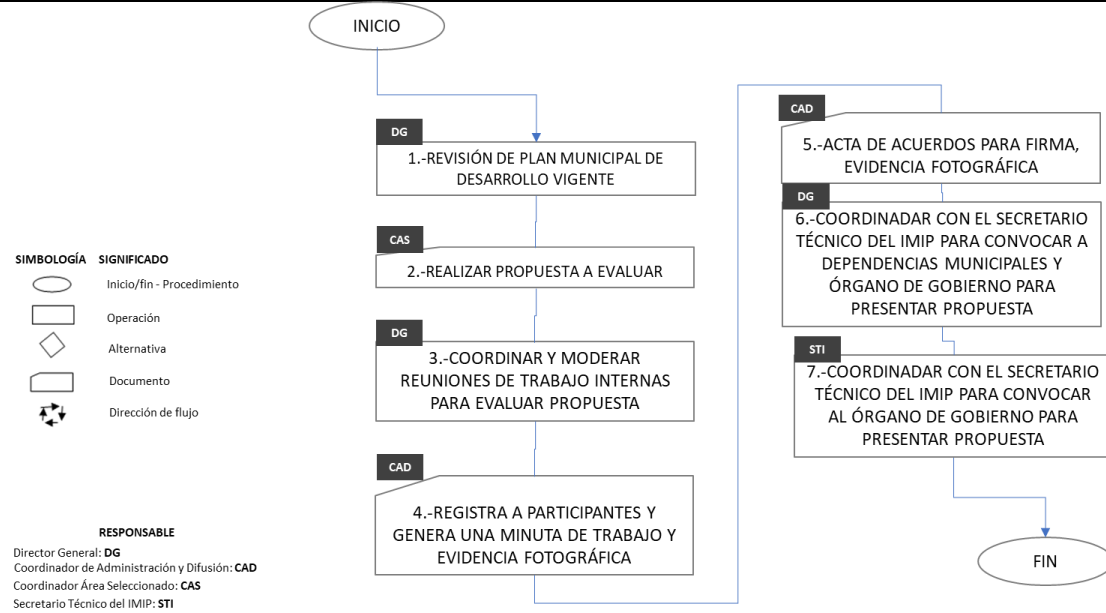 INICIO
DG
1.-REVISIÓN DE PLAN MUNICIPAL DE
DESARROLLO VIGENTE
CAS
2.-REALIZAR PROPUESTA A EVALUAR
DG
3.-COORDINAR Y MODERAR
REUNIONES DE TRABAJO INTERNAS
PARA EVALUAR PROPUESTA
CAD
4.-REGISTRA A PARTICIPANTES Y
GENERA UNA MINUTA DE TRABAJO Y
EVIDENCIA FOTOGRÁFICA
CAD
5.-ACTA DE ACUERDOS PARA FIRMA,
EVIDENCIA FOTOGRÁFICA
DG
6.-COORDINADAR CON EL SECRETARIO
TÉCNICO DEL IMIP PARA CONVOCAR A
DEPENDENCIAS MUNICIPALES Y
ÓRGANO DE GOBIERNO PARA
PRESENTAR PROPUESTA
STI
7.-COORDINADAR CON EL SECRETARIO
TÉCNICO DEL IMIP PARA CONVOCAR
AL ÓRGANO DE GOBIERNO PARA
PRESENTAR PROPUESTA
FIN
SIMBOLOGÍA SIGNIFICADO
Inicio/fin - Procedimiento
Operación
Alternativa
Documento
Dirección de flujo
RESPONSABLE
Director General: DG
Coordinador de Administración y Difusión: CAD
Coordinador Área Seleccionado: CAS
Secretario Técnico del IMIP: STI